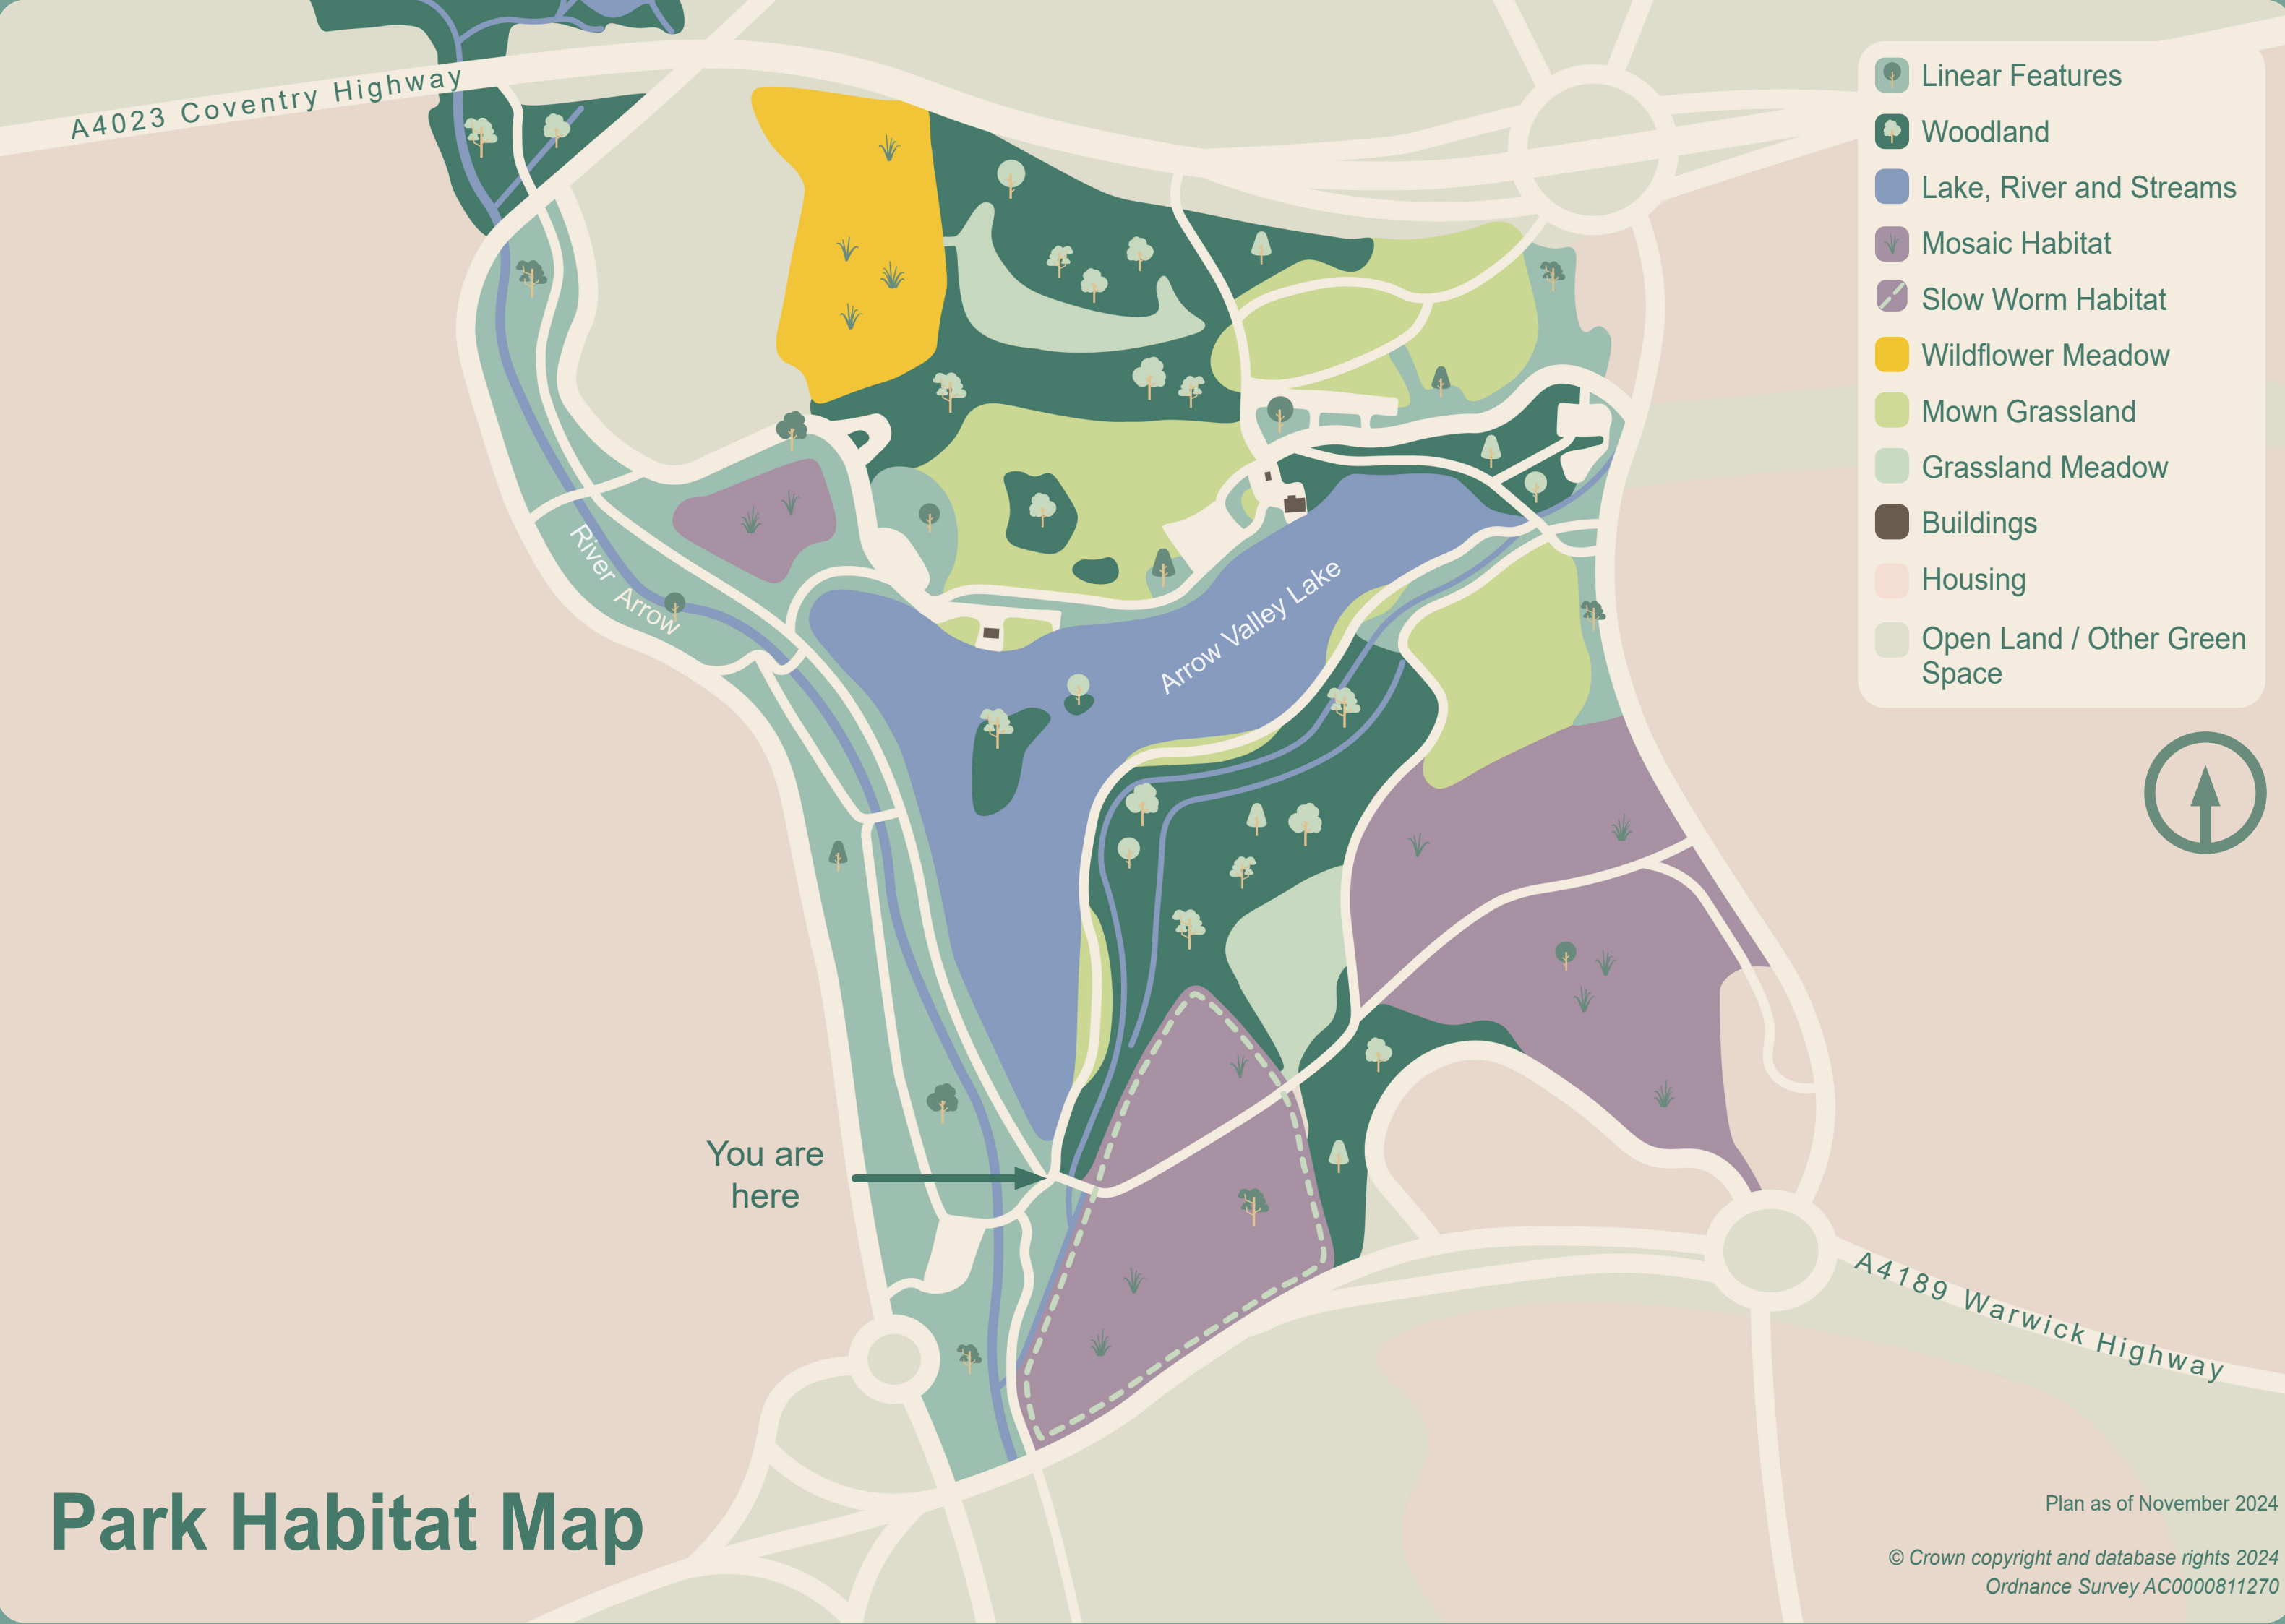 A4023 Coventry Highway
Linear Features
Woodland
Lake, River and Streams
Mosaic Habitat
Slow Worm Habitat
Wildflower Meadow
Mown Grassland
Grassland Meadow
Buildings
Housing
Open Land / Other Green
Space
River Arrow
Arrow Valley Lake
You are
here
A4189 Warwick Highway
Park Habitat Map
Plan as of November 2024
© Crown copyright and database rights 2024
Ordnance Survey AC0000811270